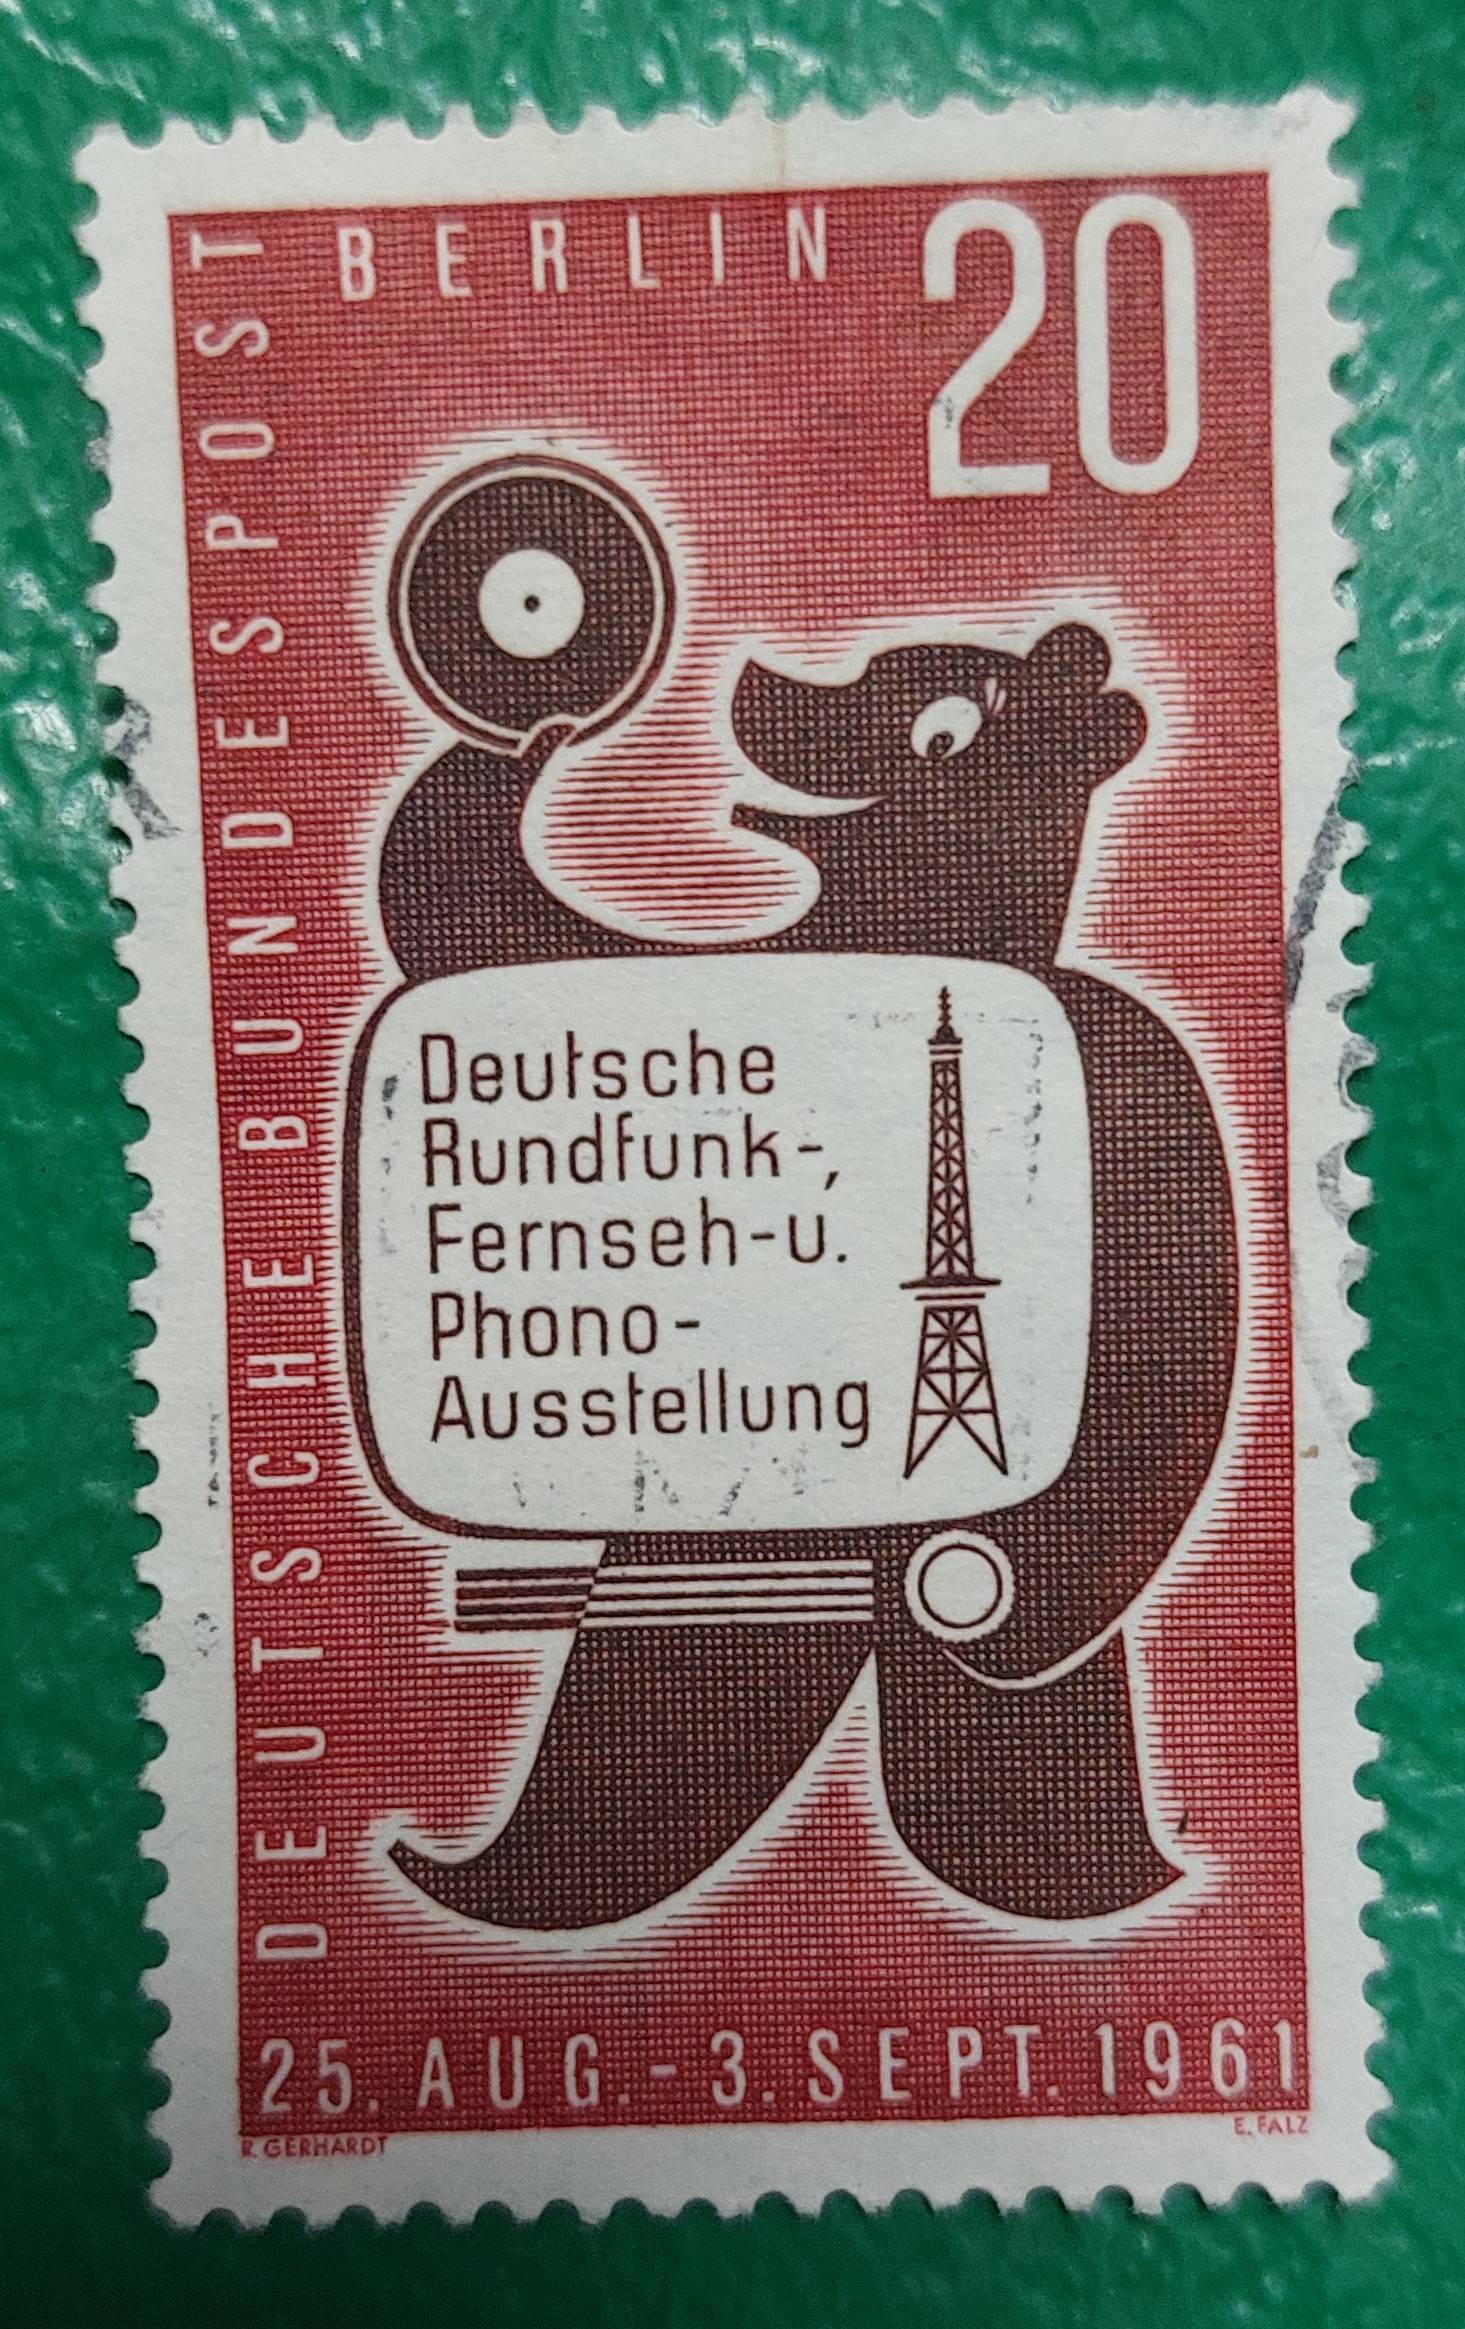 BERLIN
20
DEUTSCHE BUNDESPOST
Deutsche
Rundfunk-,
Fernseh-u.
Phono-
Ausstellung
25. AUG. - 3. SEPT. 1961
R. GERHARDT
E. FALZ